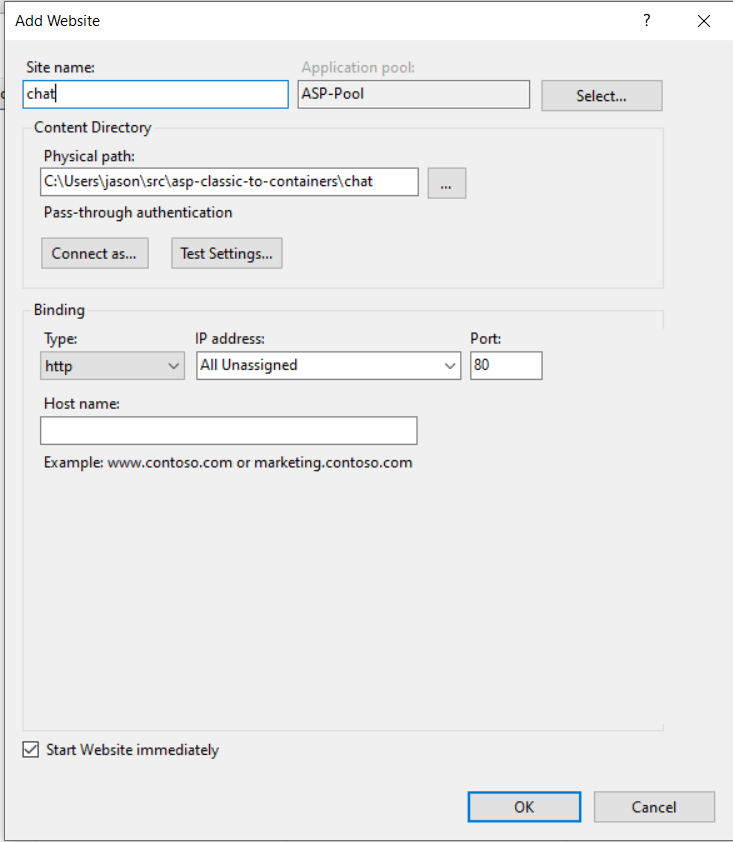 Add Website
?
Site name:
Application pool:
chat
ASP-Pool
Select...
Content Directory
Physical path:
C:\Users\jason\src\asp-classic-to-containers\chat
...
Pass-through authentication
Connect as...
Test Settings...
Binding
Type:
IP address:
Port:
http
All Unassigned
80
Host name:
Example: www.contoso.com or marketing.contoso.com
Start Website immediately
OK
Cancel